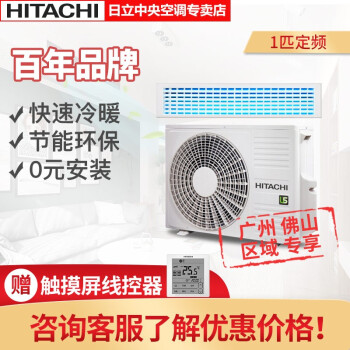 HITACHI 日立中央空调专卖店
1匹定频
百年品牌
快速冷暖
节能环保
0元安装
HITACHI
广州 佛山
区域 专享
赠 触摸屏线控器
25.5
咨询客服了解优惠价格！